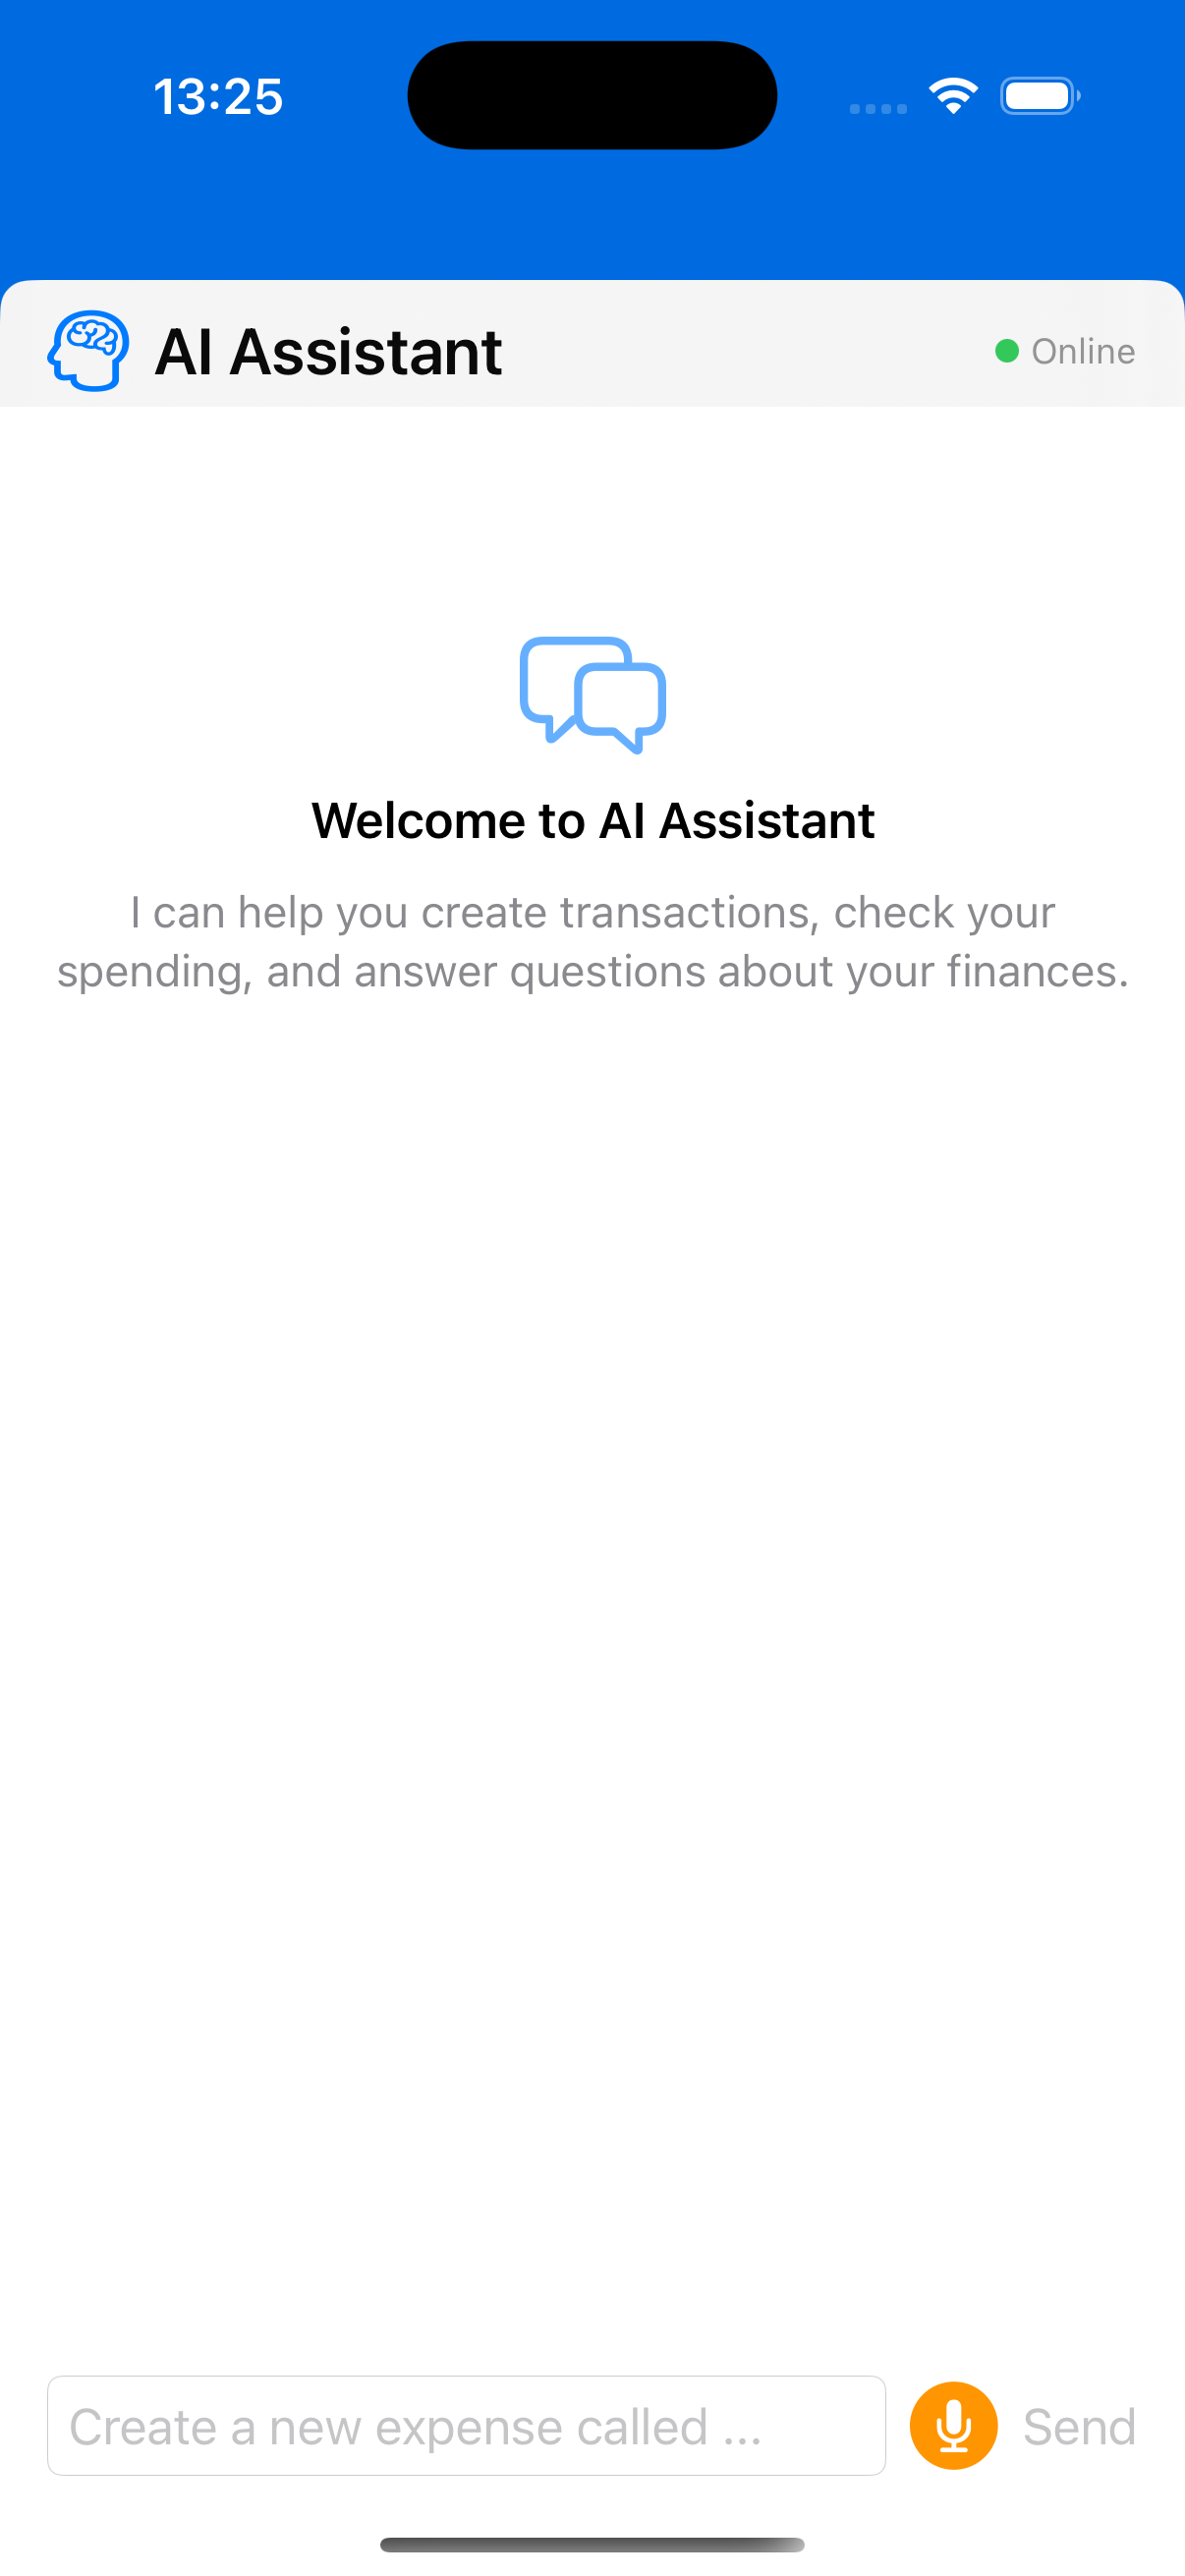 13:25
AI Assistant
Online
Welcome to AI Assistant
I can help you create transactions, check your
spending, and answer questions about your finances.
Create a new expense called ...
Send